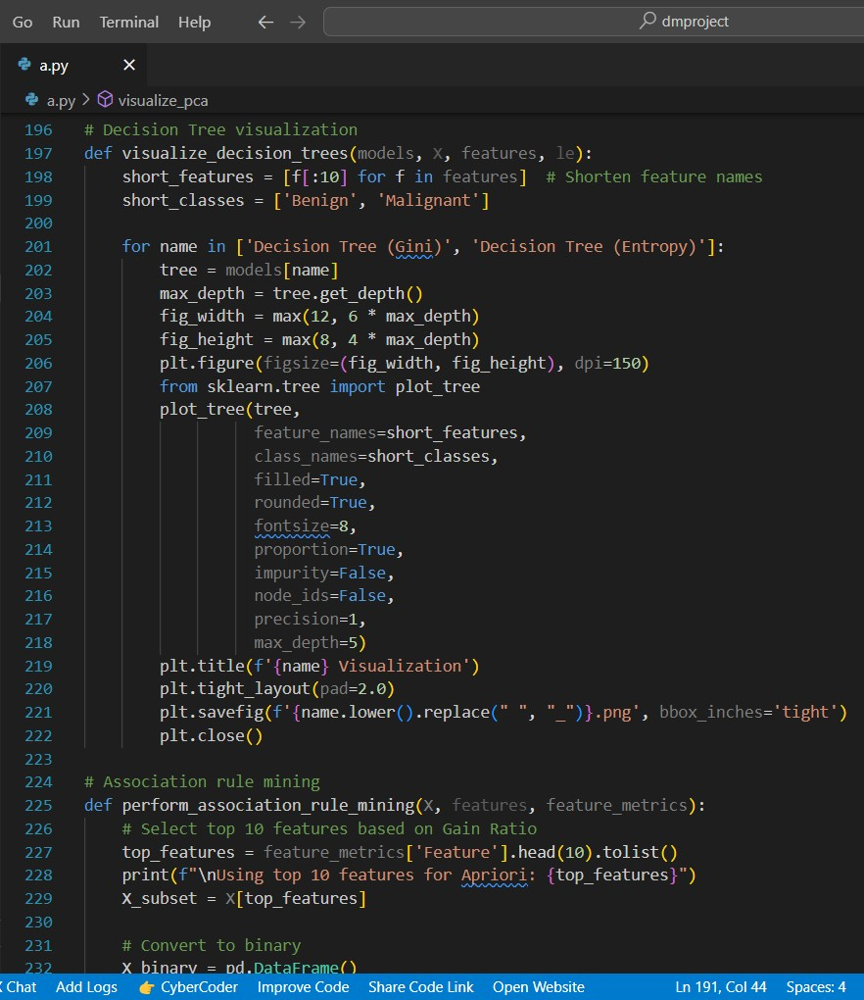 Go Run Terminal Help ← → dmproject
a.py ×
a.py > visualize_pca
196 # Decision Tree visualization
197 def visualize_decision_trees(models, X, features, le):
198     short_features = [f[:10] for f in features]  # Shorten feature names
199     short_classes = ['Benign', 'Malignant']
200
201     for name in ['Decision Tree (Gini)', 'Decision Tree (Entropy)']:
202         tree = models[name]
203         max_depth = tree.get_depth()
204         fig_width = max(12, 6 * max_depth)
205         fig_height = max(8, 4 * max_depth)
206         plt.figure(figsize=(fig_width, fig_height), dpi=150)
207         from sklearn.tree import plot_tree
208         plot_tree(tree,
209                   feature_names=short_features,
210                   class_names=short_classes,
211                   filled=True,
212                   rounded=True,
213                   fontsize=8,
214                   proportion=True,
215                   impurity=False,
216                   node_ids=False,
217                   precision=1,
218                   max_depth=5)
219         plt.title(f'{name} Visualization')
220         plt.tight_layout(pad=2.0)
221         plt.savefig(f'{name.lower().replace(" ", "_")}.png', bbox_inches='tight')
222         plt.close()
223
224 # Association rule mining
225 def perform_association_rule_mining(X, features, feature_metrics):
226     # Select top 10 features based on Gain Ratio
227     top_features = feature_metrics['Feature'].head(10).tolist()
228     print(f"\nUsing top 10 features for Apriori: {top_features}")
229     X_subset = X[top_features]
230
231     # Convert to binary
232     X_binary = pd.DataFrame()
Chat Add Logs 👉 CyberCoder Improve Code Share Code Link Open Website Ln 191, Col 44 Spaces: 4